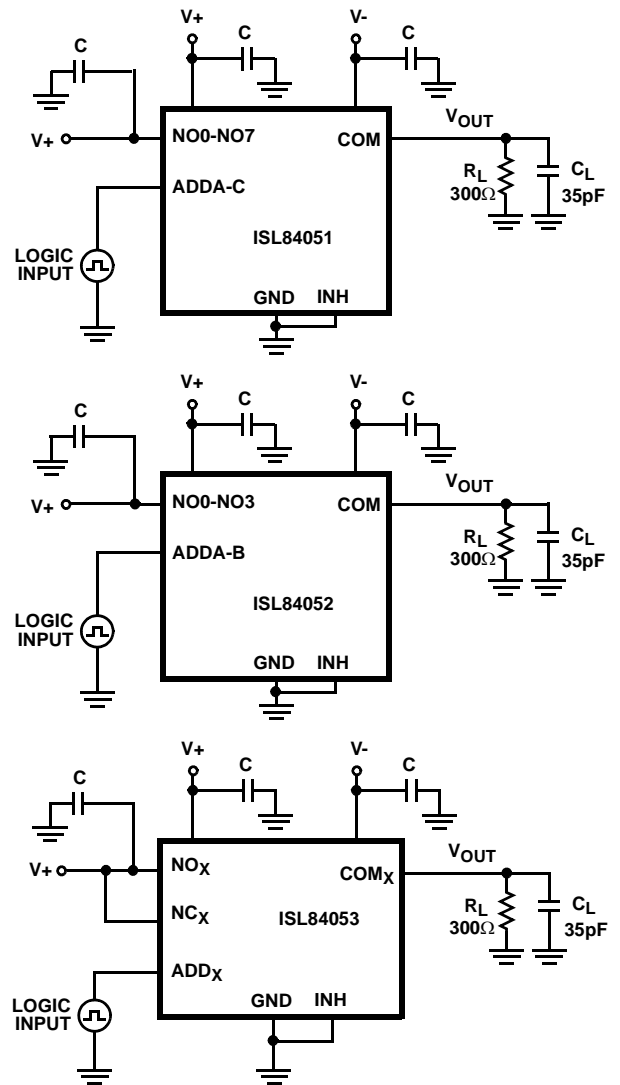 V+ V-
C C C
V+ NO0-NO7 COM VOUT
ADDA-C RL 300Ω CL 35pF
LOGIC INPUT ISL84051
GND INH
V+ V-
C C C
V+ NO0-NO3 COM VOUT
ADDA-B RL 300Ω CL 35pF
LOGIC INPUT ISL84052
GND INH
V+ V-
C C C
V+ NOX COMX VOUT
NCX ISL84053 RL 300Ω CL 35pF
ADDX
LOGIC INPUT GND INH